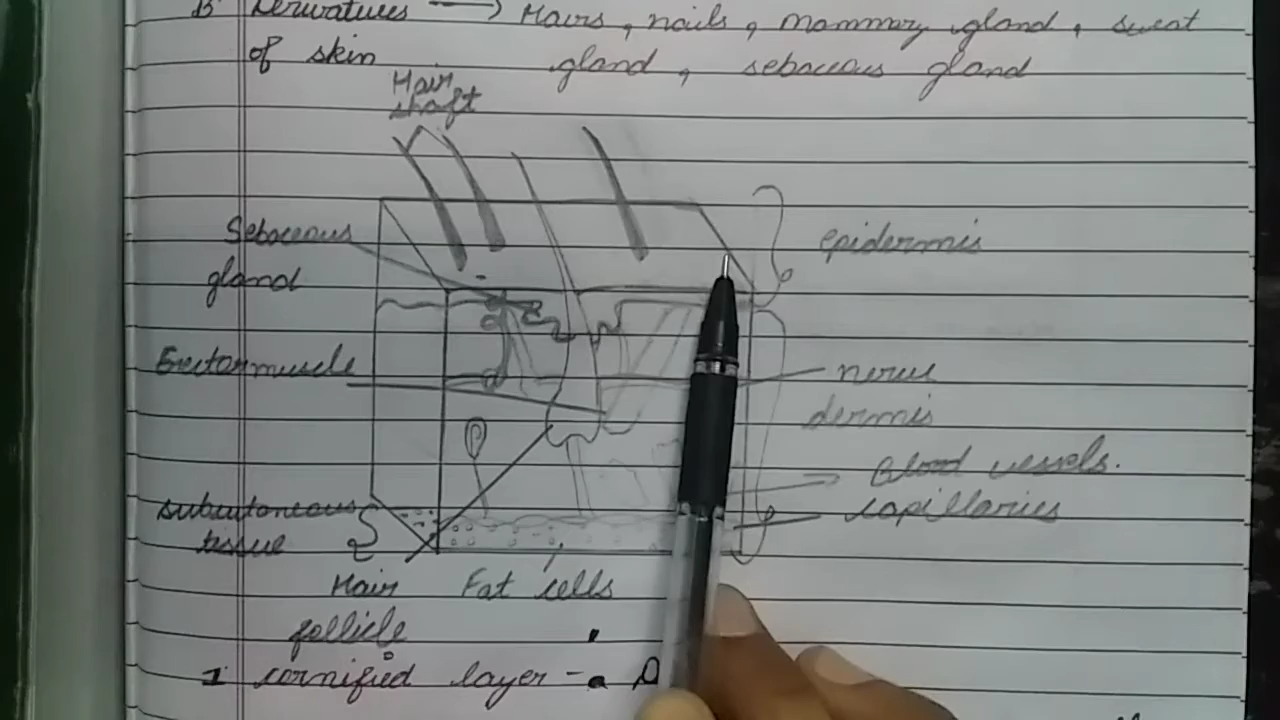 B Derivatives → Hairs, nails, mammary gland, sweat
of skin gland, sebaceous gland
Hair
shaft
Sebaceous
gland
epidermis
Erector muscle
nerve
dermis
Blood vessels.
capillaries
subcutaneous
tissue
Hair
follicle
Fat cells
1 cornified layer -